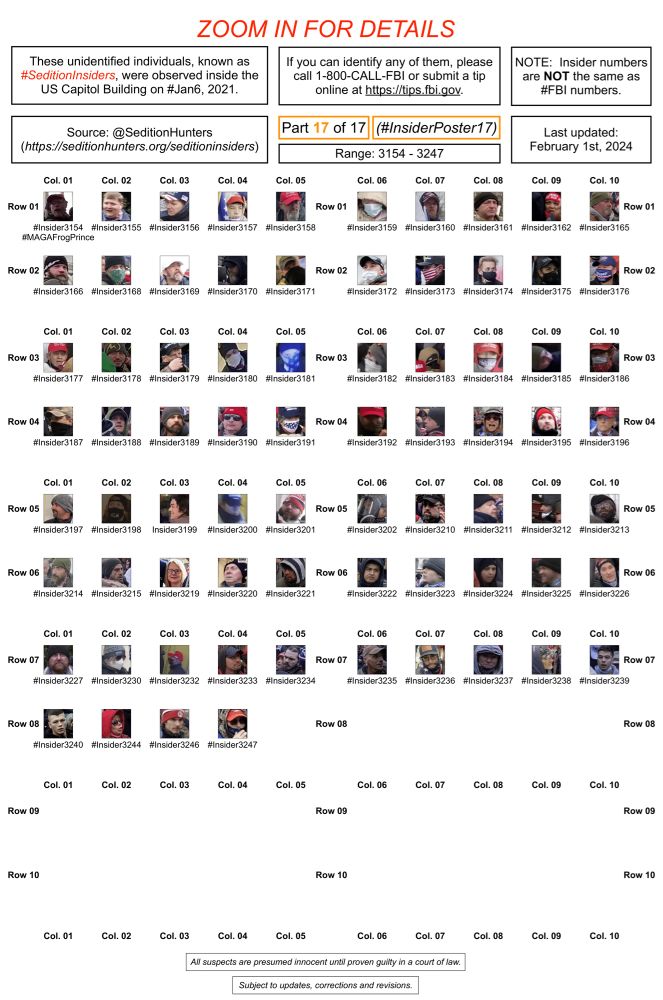 ZOOM IN FOR DETAILS
These unidentified individuals, known as
#SeditionInsiders, were observed inside the
US Capitol Building on #Jan6, 2021.
If you can identify any of them, please
call 1-800-CALL-FBI or submit a tip
online at https://tips.fbi.gov.
NOTE: Insider numbers
are NOT the same as
#FBI numbers.
Source: @SeditionHunters
(https://seditionhunters.org/seditioninsiders)
Part 17 of 17 (#InsiderPoster17)
Range: 3154 - 3247
Last updated:
February 1st, 2024
Col. 01 Col. 02 Col. 03 Col. 04 Col. 05 Col. 06 Col. 07 Col. 08 Col. 09 Col. 10
Row 01 Row 01 Row 01
#Insider3154 #Insider3155 #Insider3156 #Insider3157 #Insider3158 #Insider3159 #Insider3160 #Insider3161 #Insider3162 #Insider3165
#MAGAFrogPrince
Row 02 Row 02 Row 02
#Insider3166 #Insider3168 #Insider3169 #Insider3170 #Insider3171 #Insider3172 #Insider3173 #Insider3174 #Insider3175 #Insider3176
Col. 01 Col. 02 Col. 03 Col. 04 Col. 05 Col. 06 Col. 07 Col. 08 Col. 09 Col. 10
Row 03 Row 03 Row 03
#Insider3177 #Insider3178 #Insider3179 #Insider3180 #Insider3181 #Insider3182 #Insider3183 #Insider3184 #Insider3185 #Insider3186
Row 04 Row 04 Row 04
#Insider3187 #Insider3188 #Insider3189 #Insider3190 #Insider3191 #Insider3192 #Insider3193 #Insider3194 #Insider3195 #Insider3196
Col. 01 Col. 02 Col. 03 Col. 04 Col. 05 Col. 06 Col. 07 Col. 08 Col. 09 Col. 10
Row 05 Row 05 Row 05
#Insider3197 #Insider3198 Insider3199 #Insider3200 #Insider3201 #Insider3202 #Insider3210 #Insider3211 #Insider3212 #Insider3213
Row 06 Row 06 Row 06
#Insider3214 #Insider3215 #Insider3219 #Insider3220 #Insider3221 #Insider3222 #Insider3223 #Insider3224 #Insider3225 #Insider3226
Col. 01 Col. 02 Col. 03 Col. 04 Col. 05 Col. 06 Col. 07 Col. 08 Col. 09 Col. 10
Row 07 Row 07 Row 07
#Insider3227 #Insider3230 #Insider3232 #Insider3233 #Insider3234 #Insider3235 #Insider3236 #Insider3237 #Insider3238 #Insider3239
Row 08 Row 08 Row 08
#Insider3240 #Insider3244 #Insider3246 #Insider3247
Col. 01 Col. 02 Col. 03 Col. 04 Col. 05 Col. 06 Col. 07 Col. 08 Col. 09 Col. 10
Row 09 Row 09 Row 09
Row 10 Row 10 Row 10
Col. 01 Col. 02 Col. 03 Col. 04 Col. 05 Col. 06 Col. 07 Col. 08 Col. 09 Col. 10
All suspects are presumed innocent until proven guilty in a court of law.
Subject to updates, corrections and revisions.